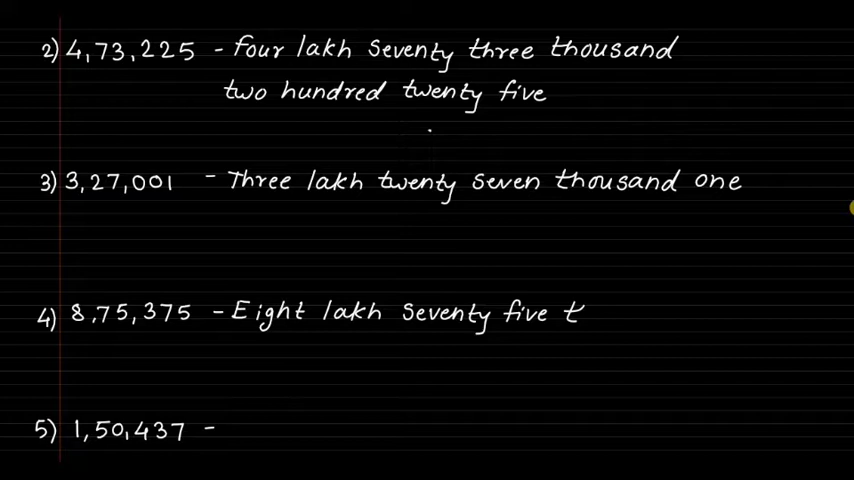 2) 4,73,225 - four lakh seventy three thousand
two hundred twenty five
3) 3,27,001 - Three lakh twenty seven thousand one
4) 8,75,375 - Eight lakh seventy five t
5) 1,50,437 -